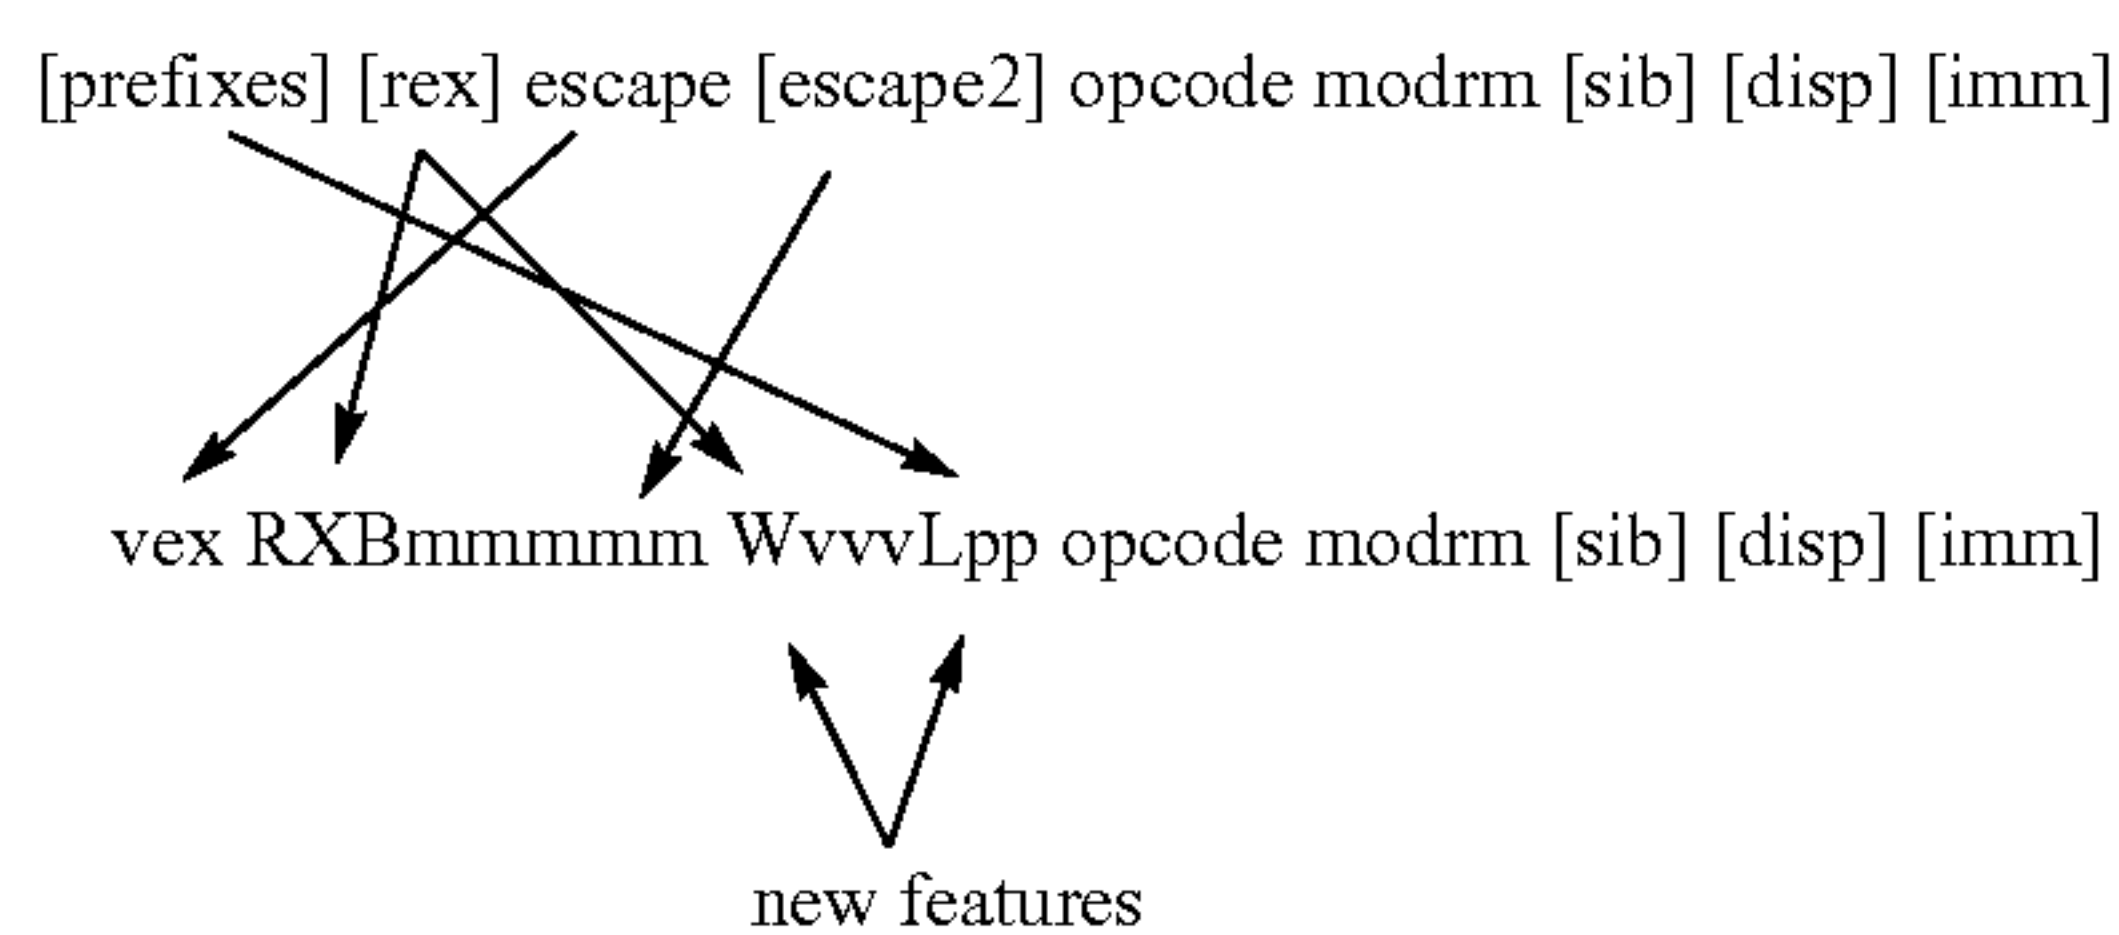 [prefixes] [rex] escape [escape2] opcode modrm [sib] [disp] [imm]
vex RXBmmmmm WvvvLpp opcode modrm [sib] [disp] [imm]
new features